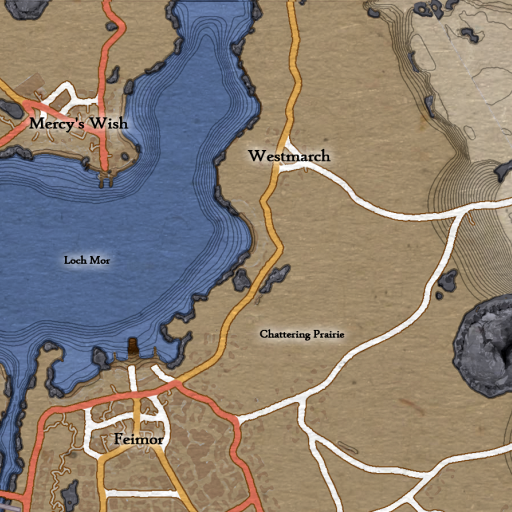 Mercy's Wish
Westmarch
Loch Mor
Chattering Prairie
Feimor